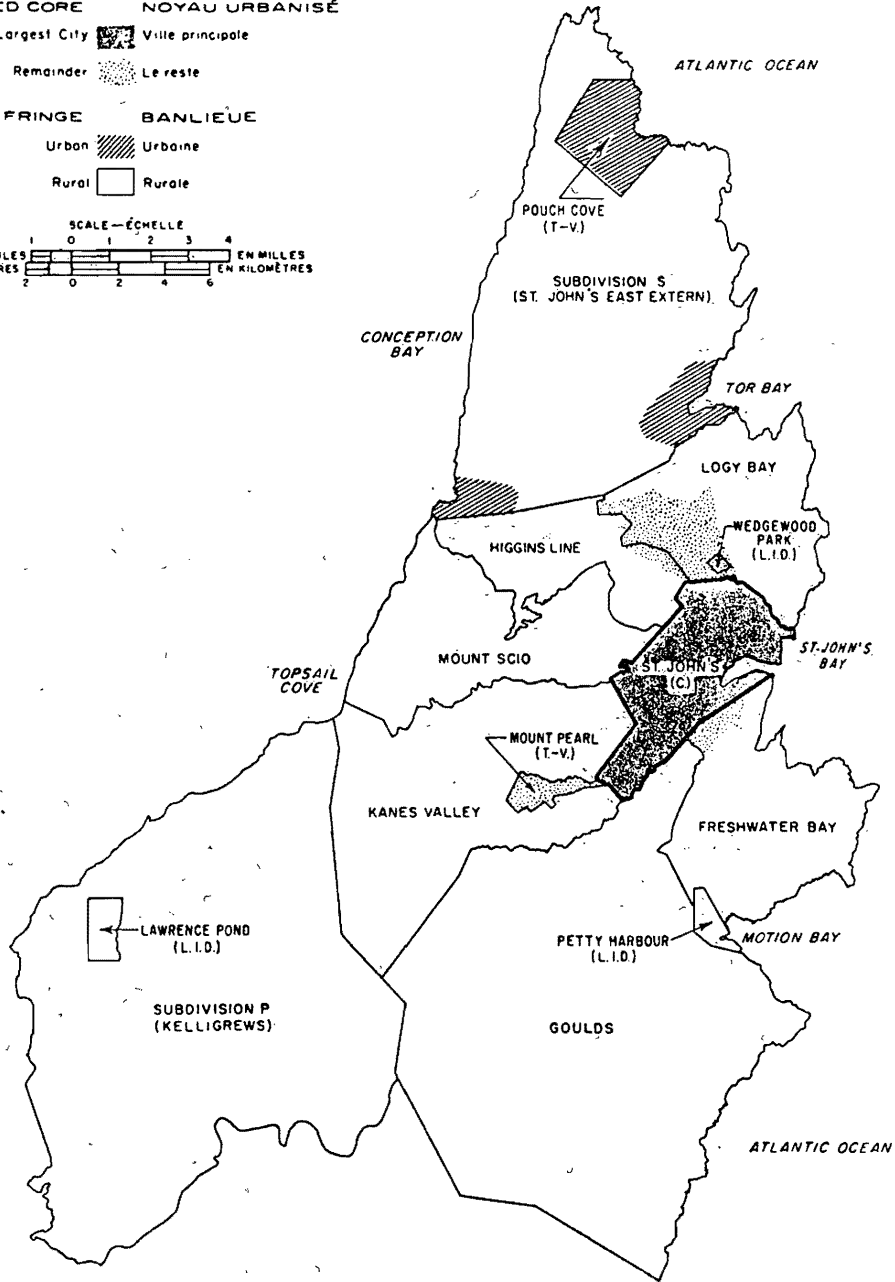 ED CORE NOYAU URBANISÉ
Largest City Ville principale
Remainder Le reste
FRINGE BANLIEUE
Urban Urbaine
Rural Rurale
SCALE—ÉCHELLE
1 0 1 2 3 4
EN MILLES
EN KILOMÈTRES
2 0 2 4 6
ATLANTIC OCEAN
POUCH COVE
(T-V.)
SUBDIVISION S
(ST. JOHN'S EAST EXTERN)
CONCEPTION
BAY
TOR BAY
LOGY BAY
WEDGEWOOD
PARK
(L.I.D.)
HIGGINS LINE
MOUNT SCIO
ST. JOHN'S
(C)
ST. JOHN'S
BAY
TOPSAIL
COVE
MOUNT PEARL
(T.-V.)
KANES VALLEY
FRESHWATER BAY
LAWRENCE POND
(L.I.D.)
PETTY HARBOUR
(L.I.D.)
MOTION BAY
SUBDIVISION P
(KELLIGREWS)
GOULDS
ATLANTIC OCEAN